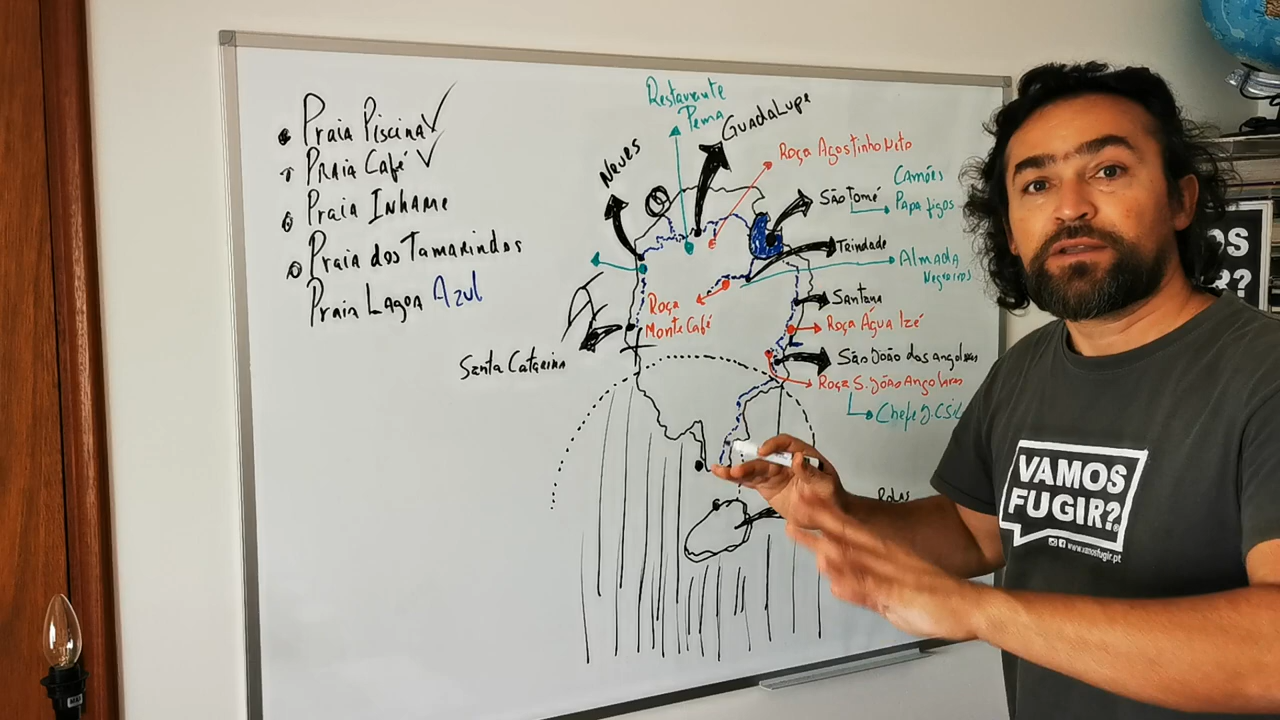 Praia Piscina
Praia Café
Praia Inhame
Praia dos Tamarindos
Praia Lagoa Azul
Restaurante
Pema
Guadalupe
Neves
Roça Agostinho Neto
São Tomé
Camões
Papa figos
Trindade
Almada
Negreiros
Roça
Monte Café
Santana
Roça Água Izé
Santa Catarina
São João dos angolares
Roça S. João Angolares
Rolas
VAMOS
FUGIR?
www.vamosfugir.pt
OS
R?